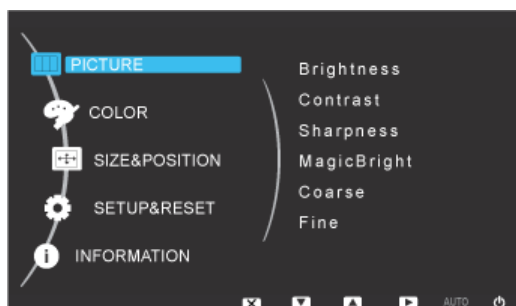 PICTURE
COLOR
SIZE&POSITION
SETUP&RESET
INFORMATION
Brightness
Contrast
Sharpness
MagicBright
Coarse
Fine
AUTO